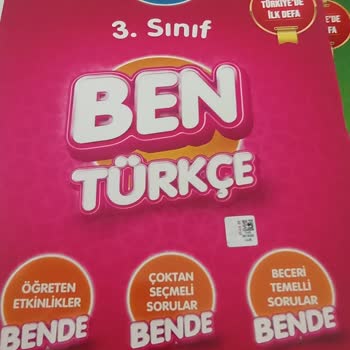 3. Sınıf
TÜRKİYE'DE
İLK DEFA
BEN
TÜRKÇE
ÖĞRETEN
ETKİNLİKLER
BENDE
ÇOKTAN
SEÇMELİ
SORULAR
BENDE
BECERİ
TEMELLİ
SORULAR
BENDE